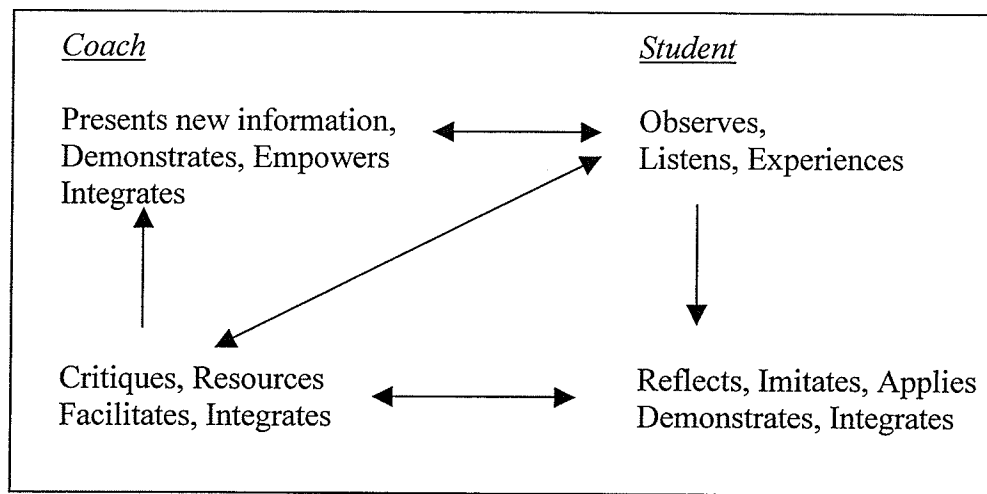 Coach
Student
Presents new information,
Demonstrates, Empowers
Integrates
Observes,
Listens, Experiences
Critiques, Resources
Facilitates, Integrates
Reflects, Imitates, Applies
Demonstrates, Integrates